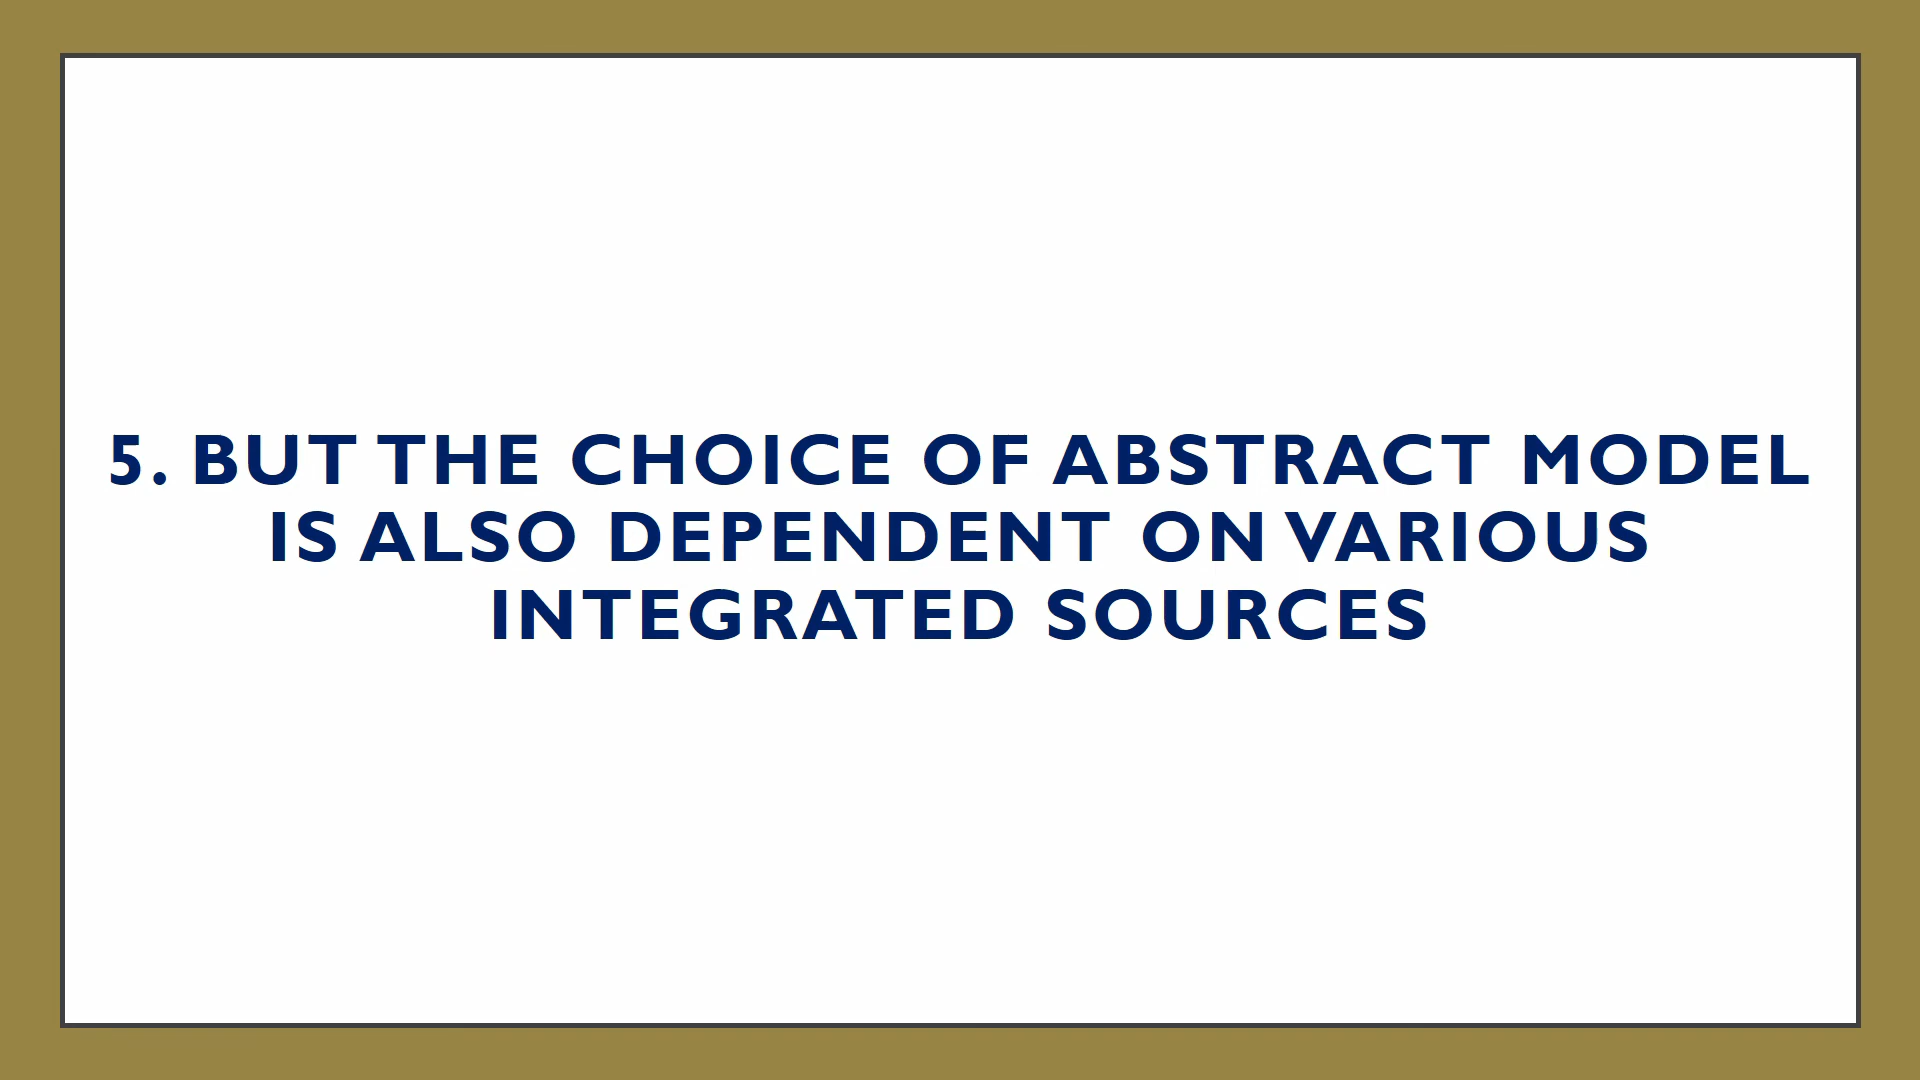 5. BUT THE CHOICE OF ABSTRACT MODEL
IS ALSO DEPENDENT ON VARIOUS
INTEGRATED SOURCES